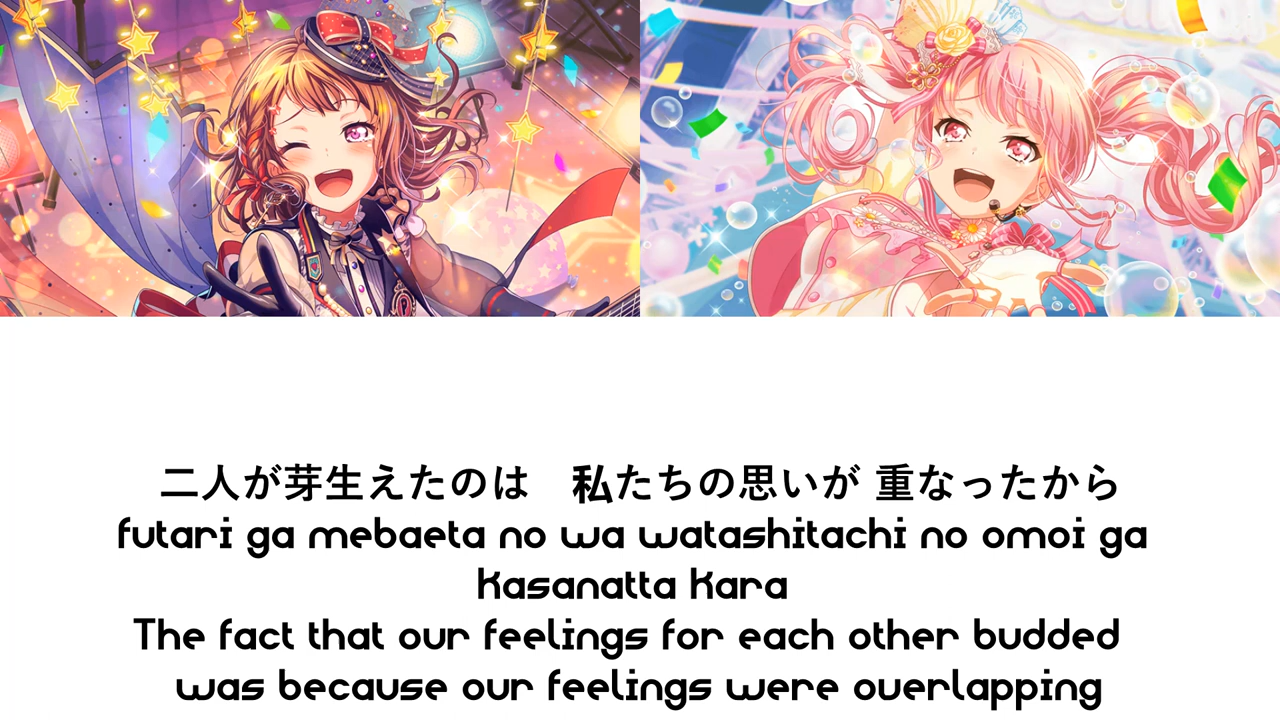 二人が芽生えたのは　私たちの思いが 重なったから
futari ga mebaeta no wa watashitachi no omoi ga
kasanatta kara
The fact that our feelings for each other budded
was because our feelings were overlapping